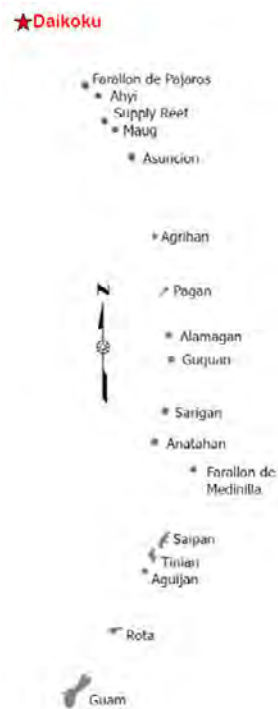 Daikoku
Farallon de Pajaros
Ahyi
Supply Reef
Maug
Asuncion
Agrihan
Pagan
N
Alamagan
Guguan
Sarigan
Anatahan
Farallon de
Medinilla
Saipan
Tinian
Aguijan
Rota
Guam